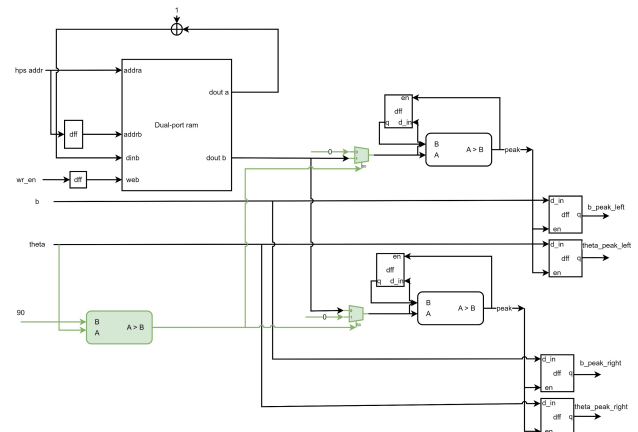 1
hps addr
addra
dout a
Dual-port ram
dff
addrb
dinb
dout b
wr_en
dff
web
b
theta
90
B
A
A > B
0
en
dff
q
d_in
B
A
A > B
peak
d_in
dff
q
en
b_peak_left
d_in
dff
q
en
theta_peak_left
0
en
dff
q
d_in
B
A
A > B
peak
d_in
dff
q
en
b_peak_right
d_in
dff
q
en
theta_peak_right